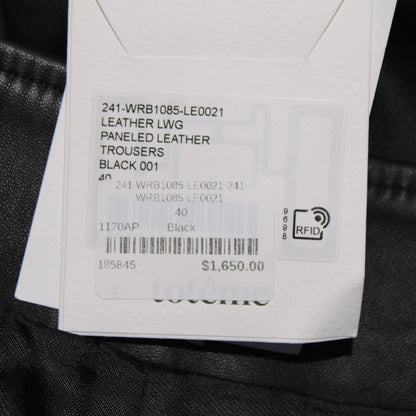 241-WRB1085-LE0021
LEATHER LWG
PANELED LEATHER
TROUSERS
BLACK 001
40
241-WRB1085-LE0021-241-
WRB1085-LE0021
40
1170AP Black
185845 $1,650.00
9698
RFID
totême